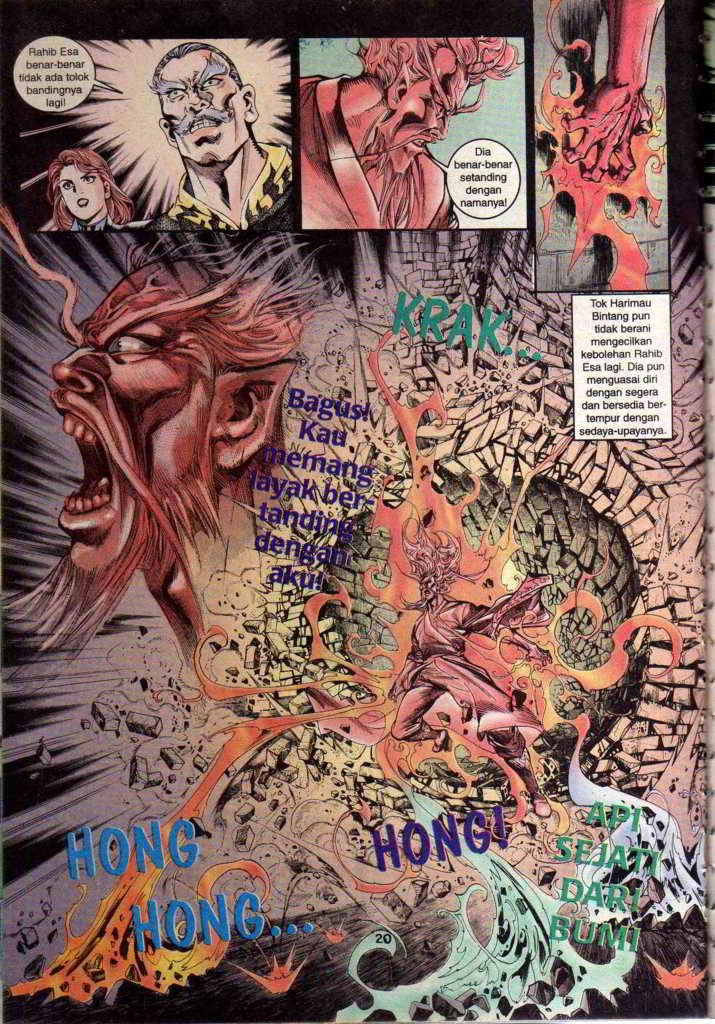 Rahib Esa
benar-benar
tidak ada tolok
bandingnya
lagi!
Dia
benar-benar
setanding
dengan
namanya!
Tok Harimau
Bintang pun
tidak berani
mengecilkan
kebolehan Rahib
Esa lagi. Dia pun
menguasai diri
dengan segera
dan bersedia ber-
tempur dengan
sedaya-upayanya.
KRAK...
Bagus!
Kau
memang
layak ber-
tanding
dengan
aku!
HONG
HONG...
HONG!
API
SEJATI
DARI
BUMI
20